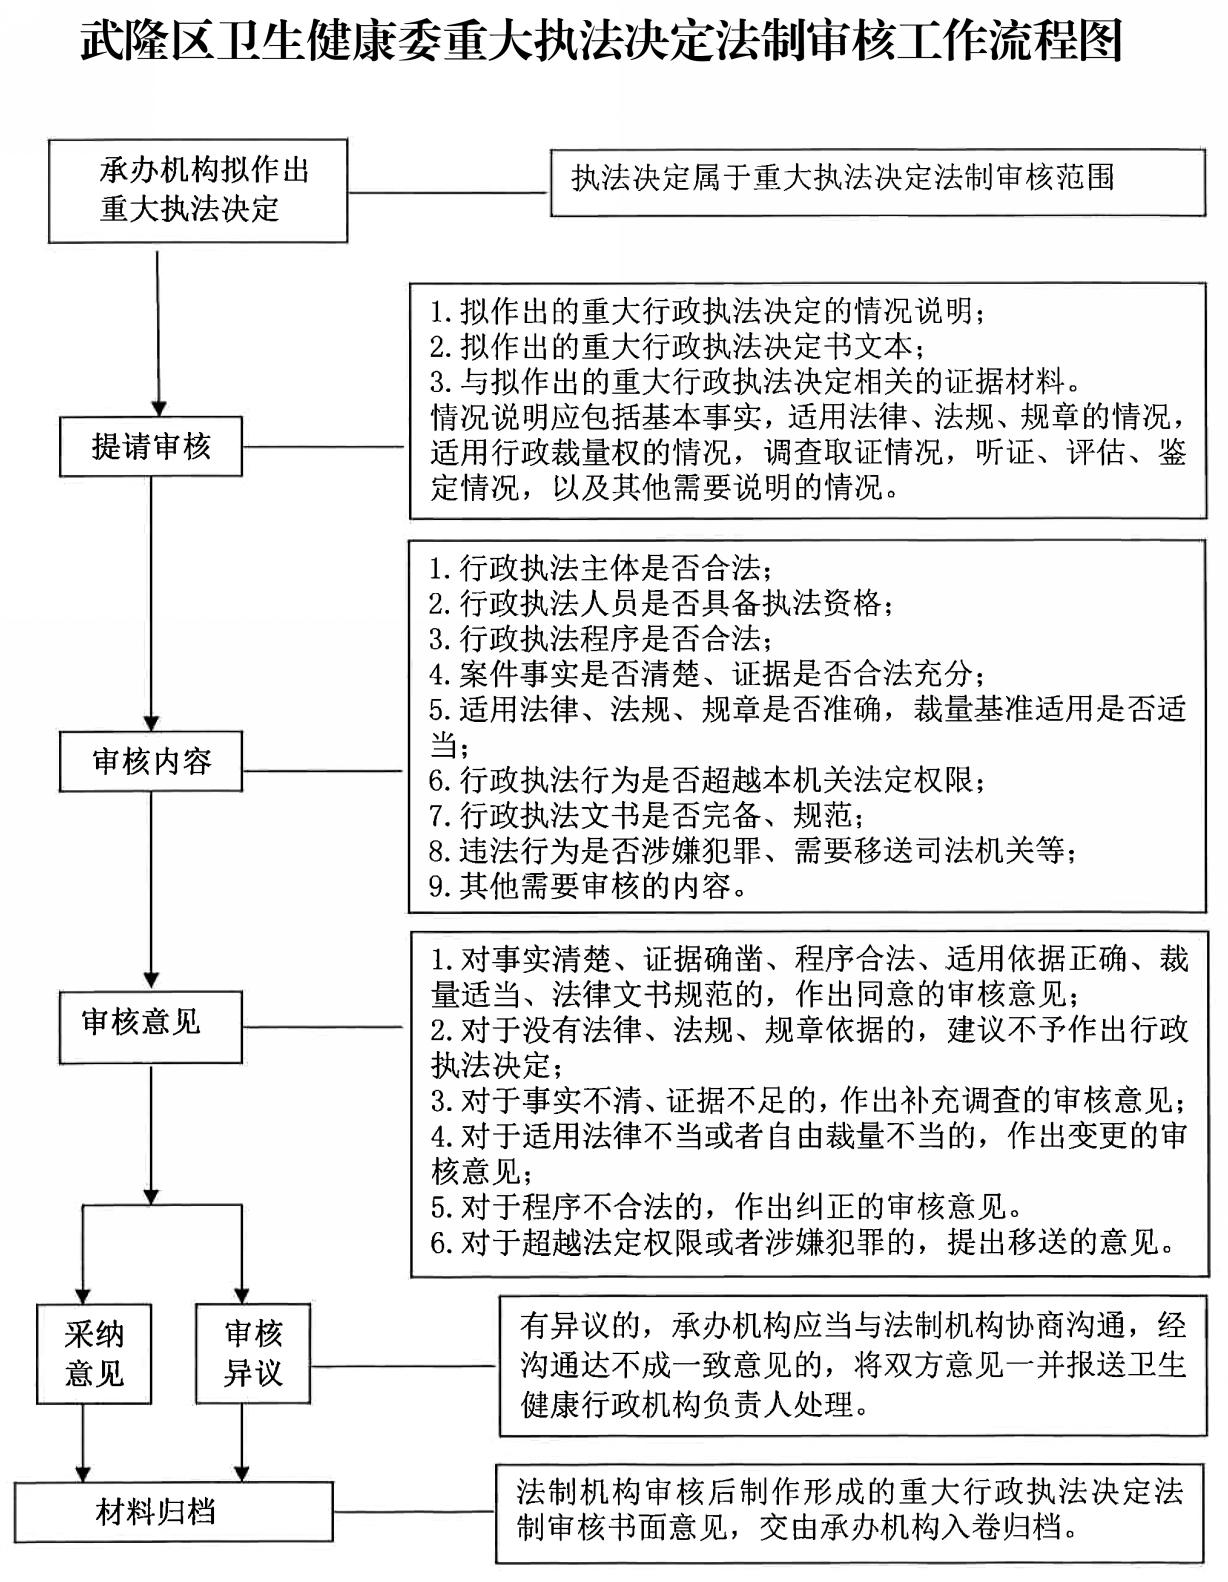 武隆区卫生健康委重大执法决定法制审核工作流程图
承办机构拟作出
重大执法决定
执法决定属于重大执法决定法制审核范围
提请审核
1.拟作出的重大行政执法决定的情况说明；
2.拟作出的重大行政执法决定书文本；
3.与拟作出的重大行政执法决定相关的证据材料。
情况说明应包括基本事实，适用法律、法规、规章的情况，
适用行政裁量权的情况，调查取证情况，听证、评估、鉴
定情况，以及其他需要说明的情况。
审核内容
1.行政执法主体是否合法；
2.行政执法人员是否具备执法资格；
3.行政执法程序是否合法；
4.案件事实是否清楚、证据是否合法充分；
5.适用法律、法规、规章是否准确，裁量基准适用是否适
当；
6.行政执法行为是否超越本机关法定权限；
7.行政执法文书是否完备、规范；
8.违法行为是否涉嫌犯罪、需要移送司法机关等；
9.其他需要审核的内容。
审核意见
1.对事实清楚、证据确凿、程序合法、适用依据正确、裁
量适当、法律文书规范的，作出同意的审核意见；
2.对于没有法律、法规、规章依据的，建议不予作出行政
执法决定；
3.对于事实不清、证据不足的，作出补充调查的审核意见；
4.对于适用法律不当或者自由裁量不当的，作出变更的审
核意见；
5.对于程序不合法的，作出纠正的审核意见。
6.对于超越法定权限或者涉嫌犯罪的，提出移送的意见。
采纳
意见
审核
异议
有异议的，承办机构应当与法制机构协商沟通，经
沟通达不成一致意见的，将双方意见一并报送卫生
健康行政机构负责人处理。
材料归档
法制机构审核后制作形成的重大行政执法决定法
制审核书面意见，交由承办机构入卷归档。